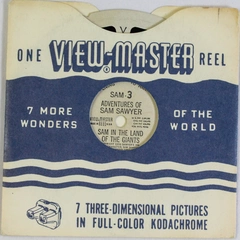 ONE VIEW-MASTER REEL
SAM-3
ADVENTURES OF
SAM SAWYER
7 MORE
WONDERS
OF THE
WORLD
SAM IN THE LAND
OF THE GIANTS
7 THREE-DIMENSIONAL PICTURES
IN FULL-COLOR KODACHROME